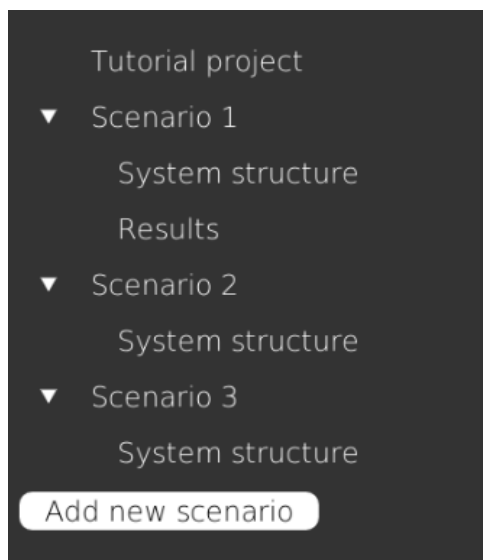 Tutorial project
Scenario 1
System structure
Results
Scenario 2
System structure
Scenario 3
System structure
Add new scenario